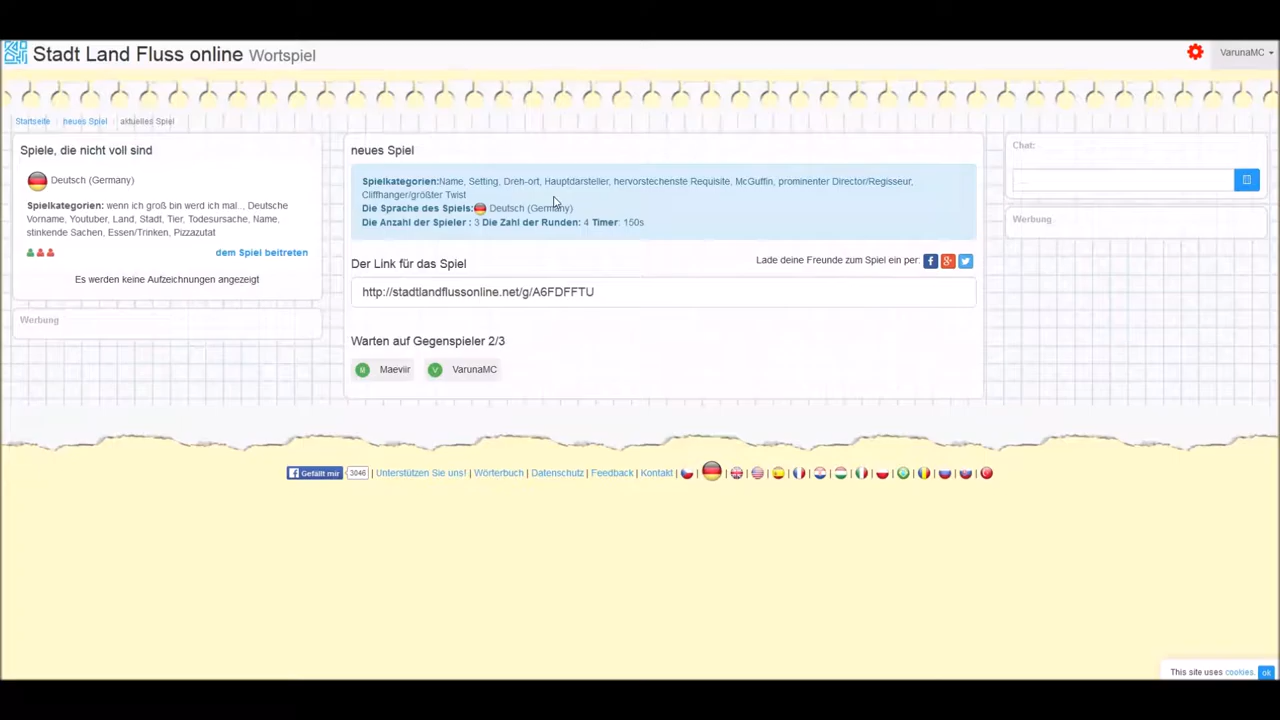 Stadt Land Fluss online Wortspiel
VarunaMC
Startseite neues Spiel aktuelles Spiel
Spiele, die nicht voll sind
Deutsch (Germany)
Spielkategorien: wenn ich groß bin werd ich mal.., Deutsche
Vorname, Youtuber, Land, Stadt, Tier, Todesursache, Name,
stinkende Sachen, Essen/Trinken, Pizzazutat
dem Spiel beitreten
Es werden keine Aufzeichnungen angezeigt
Werbung
neues Spiel
Spielkategorien:Name, Setting, Dreh-ort, Hauptdarsteller, hervorstechenste Requisite, McGuffin, prominenter Director/Regisseur,
Cliffhanger/größter Twist
Die Sprache des Spiels: Deutsch (Germany)
Die Anzahl der Spieler : 3 Die Zahl der Runden: 4 Timer: 150s
Der Link für das Spiel
Lade deine Freunde zum Spiel ein per:
http://stadtlandflussonline.net/g/A6FDFFTU
Warten auf Gegenspieler 2/3
M Maeviir V VarunaMC
Chat:
...
Werbung
Gefällt mir 3046 | Unterstützen Sie uns! | Wörterbuch | Datenschutz | Feedback | Kontakt |
This site uses cookies. ok